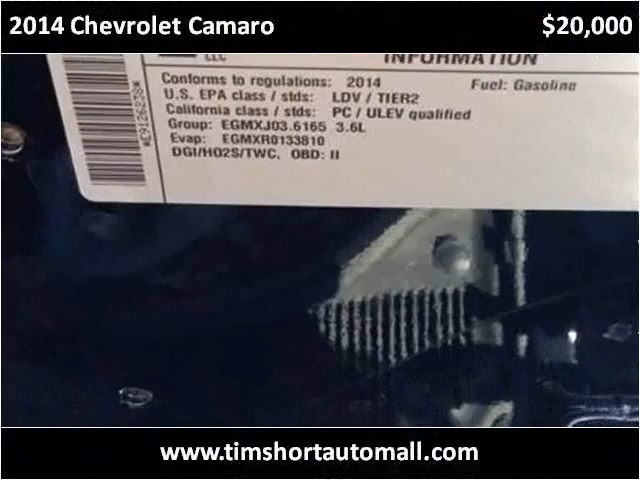 2014 Chevrolet Camaro $20,000
LLC INFORMATION
Conforms to regulations: 2014 Fuel: Gasoline
U.S. EPA class / stds: LDV / TIER2
California class / stds: PC / ULEV qualified
Group: EGMXJ03.6165 3.6L
Evap: EGMXR0133810
DGI/HO2S/TWC, OBD: II
www.timshortautomall.com